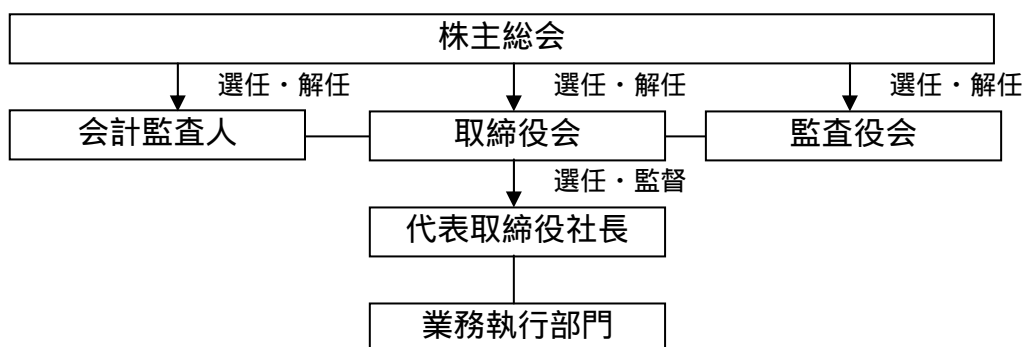 株主総会
選任・解任 選任・解任 選任・解任
会計監査人 取締役会 監査役会
選任・監督
代表取締役社長
業務執行部門